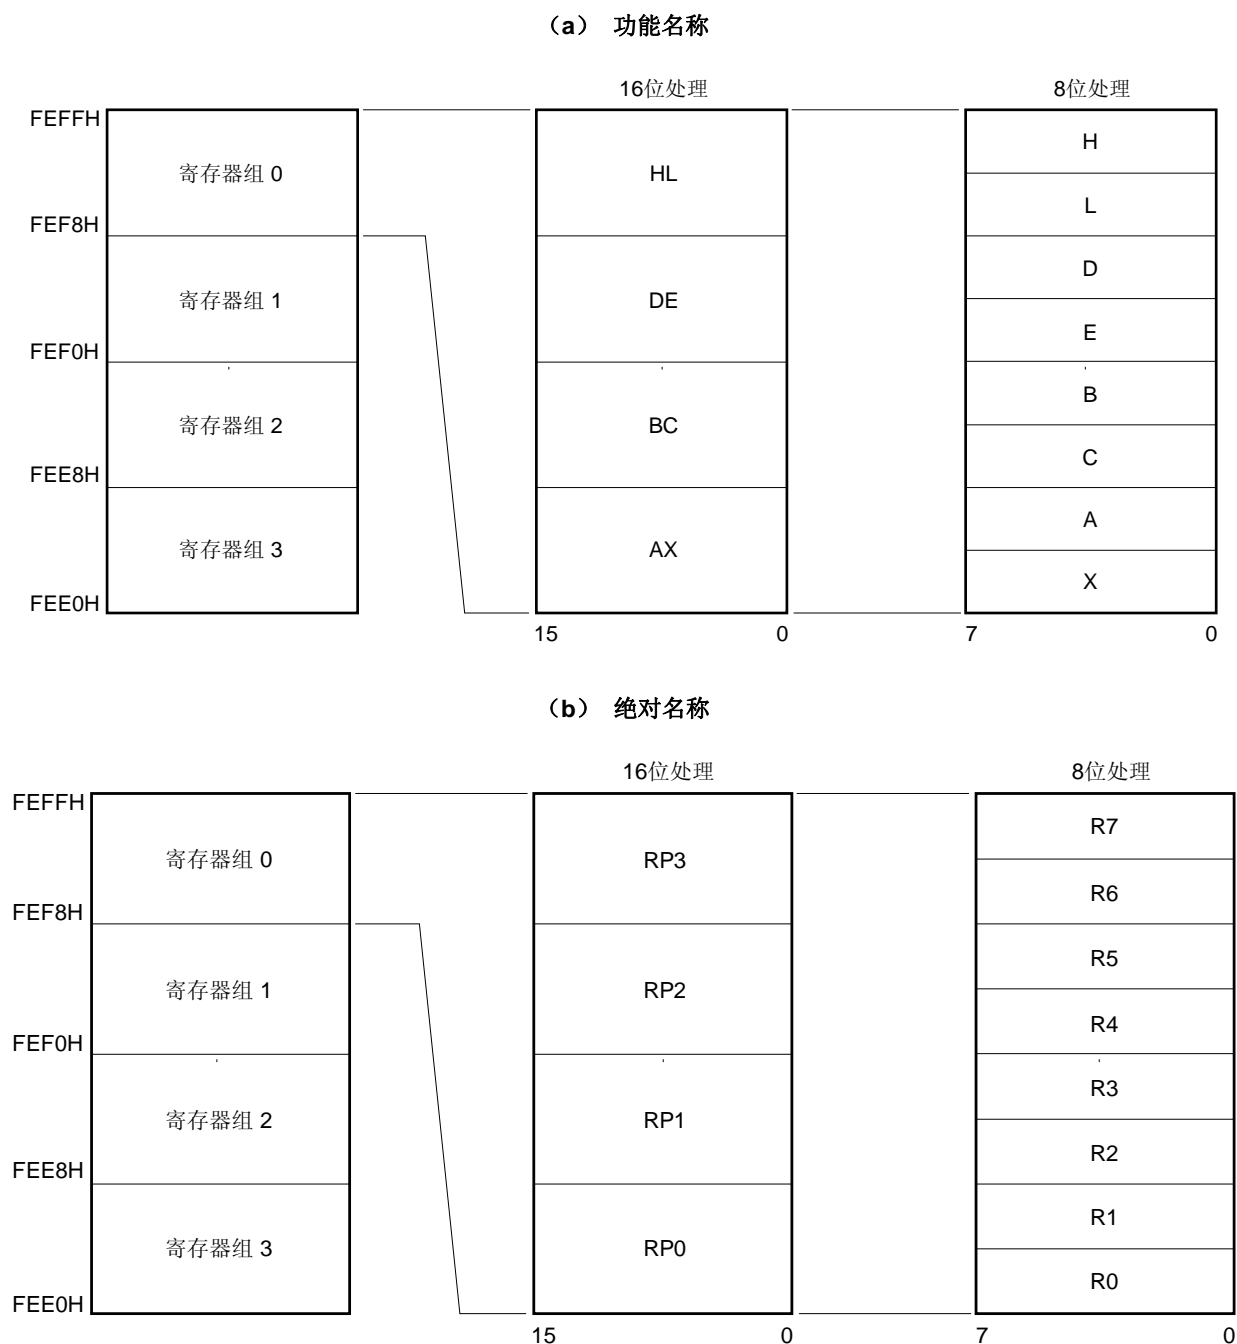 （a） 功能名称
16位处理
8位处理
FEFFH
寄存器组 0
HL
H
L
FEF8H
寄存器组 1
DE
D
E
FEF0H
寄存器组 2
BC
B
C
FEE8H
寄存器组 3
AX
A
X
FEE0H
15
0
7
0
（b） 绝对名称
16位处理
8位处理
FEFFH
寄存器组 0
RP3
R7
R6
FEF8H
寄存器组 1
RP2
R5
R4
FEF0H
寄存器组 2
RP1
R3
R2
FEE8H
寄存器组 3
RP0
R1
R0
FEE0H
15
0
7
0